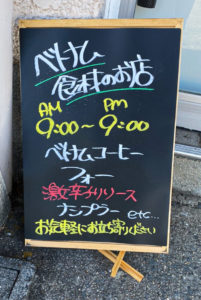 ベトナム
食材のお店
AM PM
9:00～9:00
ベトナムコーヒー
フォー
激辛チリソース
ナンプラー etc...
お気軽にお立ち寄りください